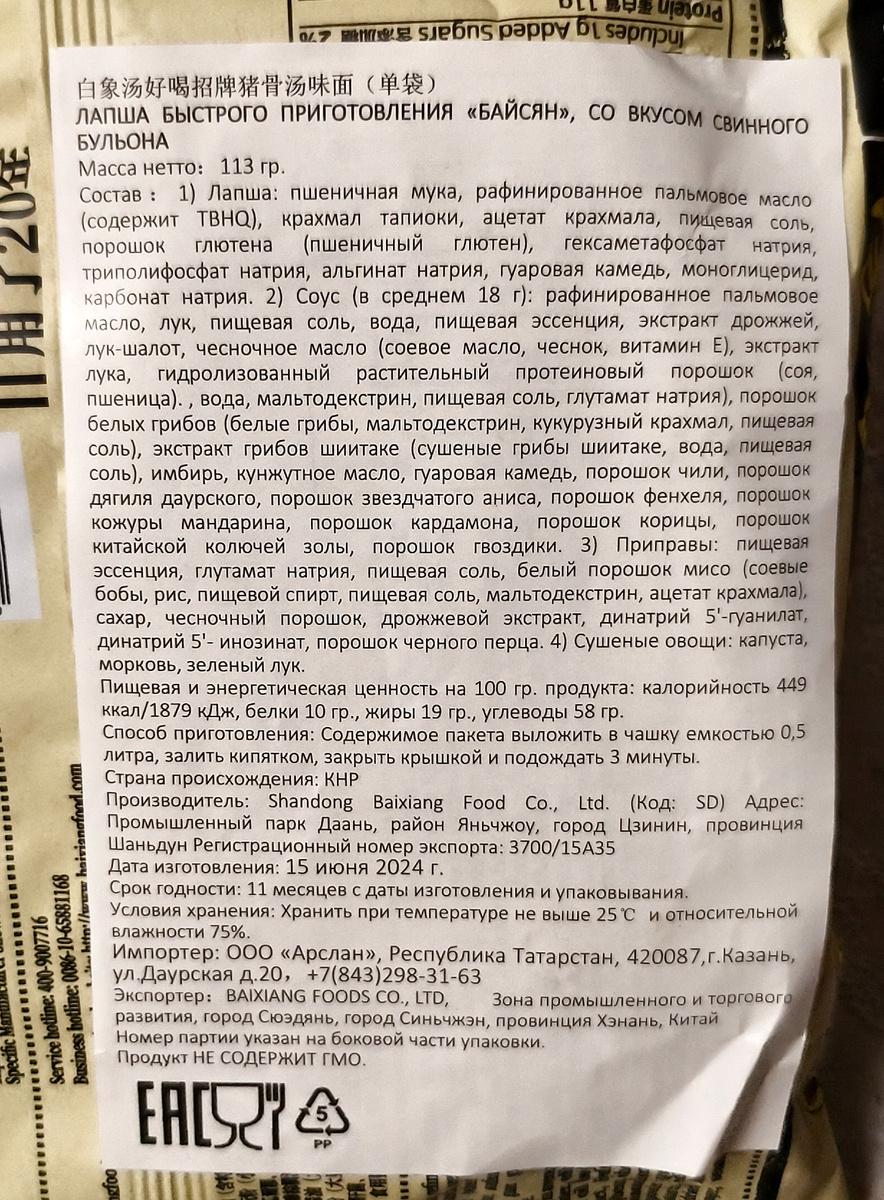 Protein 蛋白質 11g
Includes 1g Added Sugars 含添加糖 2%
白象汤好喝招牌猪骨汤味面（单袋）
ЛАПША БЫСТРОГО ПРИГОТОВЛЕНИЯ «БАЙСЯН», СО ВКУСОМ СВИННОГО
БУЛЬОНА
Масса нетто: 113 гр.
Состав : 1) Лапша: пшеничная мука, рафинированное пальмовое масло
(содержит TBHQ), крахмал тапиоки, ацетат крахмала, пищевая соль,
порошок глютена (пшеничный глютен), гексаметафосфат натрия,
триполифосфат натрия, альгинат натрия, гуаровая камедь, моноглицерид,
карбонат натрия. 2) Соус (в среднем 18 г): рафинированное пальмовое
масло, лук, пищевая соль, вода, пищевая эссенция, экстракт дрожжей,
лук-шалот, чесночное масло (соевое масло, чеснок, витамин Е), экстракт
лука, гидролизованный растительный протеиновый порошок (соя,
пшеница). , вода, мальтодекстрин, пищевая соль, глутамат натрия), порошок
белых грибов (белые грибы, мальтодекстрин, кукурузный крахмал, пищевая
соль), экстракт грибов шиитаке (сушеные грибы шиитаке, вода, пищевая
соль), имбирь, кунжутное масло, гуаровая камедь, порошок чили, порошок
дягиля даурского, порошок звездчатого аниса, порошок фенхеля, порошок
кожуры мандарина, порошок кардамона, порошок корицы, порошок
китайской колючей золы, порошок гвоздики. 3) Приправы: пищевая
эссенция, глутамат натрия, пищевая соль, белый порошок мисо (соевые
бобы, рис, пищевой спирт, пищевая соль, мальтодекстрин, ацетат крахмала),
сахар, чесночный порошок, дрожжевой экстракт, динатрий 5'-гуанилат,
динатрий 5'- инозинат, порошок черного перца. 4) Сушеные овощи: капуста,
морковь, зеленый лук.
Пищевая и энергетическая ценность на 100 гр. продукта: калорийность 449
ккал/1879 кДж, белки 10 гр., жиры 19 гр., углеводы 58 гр.
Способ приготовления: Содержимое пакета выложить в чашку емкостью 0,5
литра, залить кипятком, закрыть крышкой и подождать 3 минуты.
Страна происхождения: КНР
Производитель: Shandong Baixiang Food Co., Ltd. (Код: SD) Адрес:
Промышленный парк Даань, район Яньчжоу, город Цзинин, провинция
Шаньдун Регистрационный номер экспорта: 3700/15A35
Дата изготовления: 15 июня 2024 г.
Срок годности: 11 месяцев с даты изготовления и упаковывания.
Условия хранения: Хранить при температуре не выше 25℃ и относительной
влажности 75%.
Импортер: ООО «Арслан», Республика Татарстан, 420087,г.Казань,
ул.Даурская д.20, +7(843)298-31-63
Экспортер: BAIXIANG FOODS CO., LTD, Зона промышленного и торгового
развития, город Сюэдянь, город Синьчжэн, провинция Хэнань, Китай
Номер партии указан на боковой части упаковки.
Продукт НЕ СОДЕРЖИТ ГМО.
EAC
5
PP
用了20年
Service hotline: 400-9007716
Business hotline: 0086-10-65881168